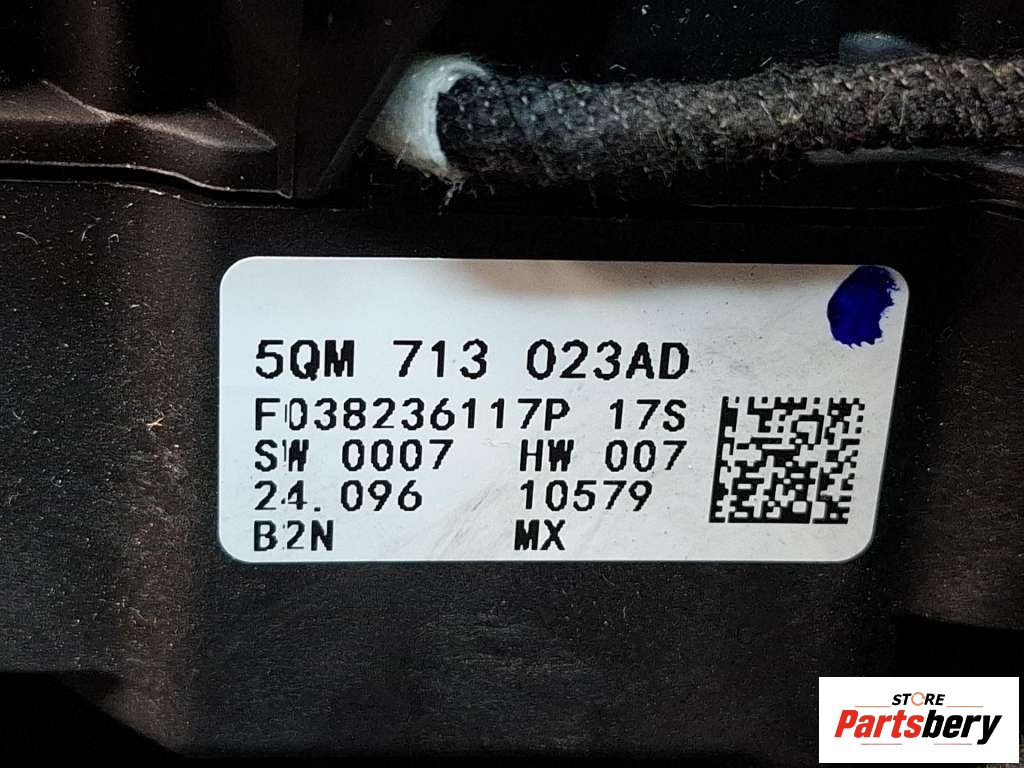 5QM 713 023AD
F038236117P 17S
SW 0007 HW 007
24.096 10579
B2N MX
STORE
Partsbery